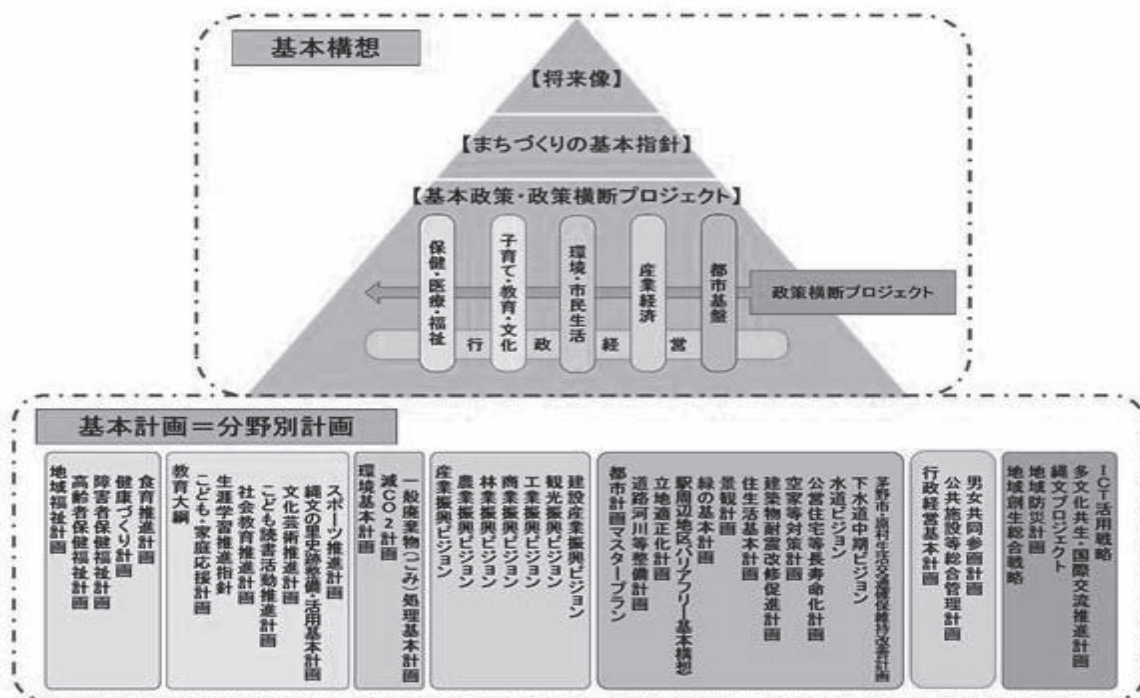 基本構想
【将来像】
【まちづくりの基本指針】
【基本政策・政策横断プロジェクト】
保健・医療・福祉
子育て・教育・文化
環境・市民生活
産業経済
都市基盤
政策横断プロジェクト
行政経営
基本計画＝分野別計画
地域福祉計画
高齢者保健福祉計画
障害者保健福祉計画
健康づくり計画
食育推進計画
教育大綱
こども・家庭応援計画
生涯学習推進指針
社会教育推進計画
こども読書活動推進計画
文化芸術推進計画
縄文の里史跡整備・活用基本計画
スポーツ推進計画
環境基本計画
減CO2計画
一般廃棄物（ごみ）処理基本計画
産業振興ビジョン
農業振興ビジョン
林業振興ビジョン
商業振興ビジョン
工業振興ビジョン
観光振興ビジョン
建設産業振興ビジョン
都市計画マスタープラン
道路河川等整備計画
立地適正化計画
駅周辺地区バリアフリー基本構想）
緑の基本計画
景観計画
住生活基本計画
建築物耐震改修促進計画
空家等対策計画
公営住宅等長寿命化計画
水道ビジョン
下水道中期ビジョン
茅野市・原村生活交通確保維持改善計画
行政経営基本計画
公共施設等総合管理計画
男女共同参画計画
地域創生総合戦略
地域防災計画
縄文プロジェクト
多文化共生・国際交流推進計画
ICT活用戦略